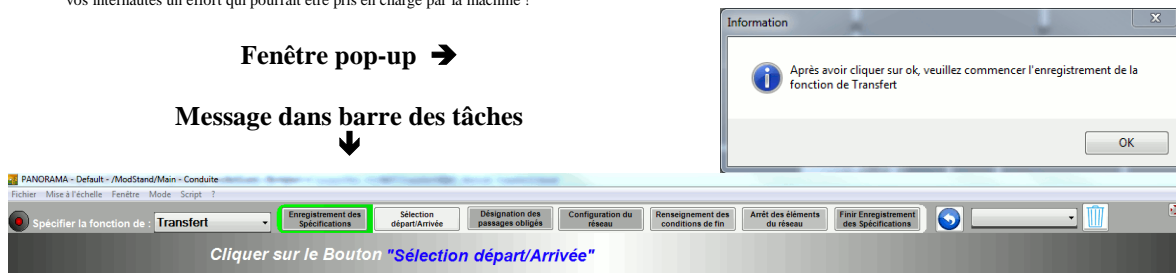 vos internautes un effort qui pourrait être pris en charge par la machine !
Fenêtre pop-up ➔
Message dans barre des tâches
🡻
Information
X
Après avoir cliquer sur ok, veuillez commencer l'enregistrement de la
fonction de Transfert
OK
PANORAMA - Default - /ModStand/Main - Conduite
Fichier Mise à l'échelle Fenêtre Mode Script ?
Spécifier la fonction de : Transfert
Enregistrement des
Spécifications
Sélection
départ/Arrivée
Désignation des
passages obligés
Configuration du
réseau
Renseignement des
conditions de fin
Arrêt des éléments
du réseau
Finir Enregistrement
des Spécifications
Cliquer sur le Bouton "Sélection départ/Arrivée"